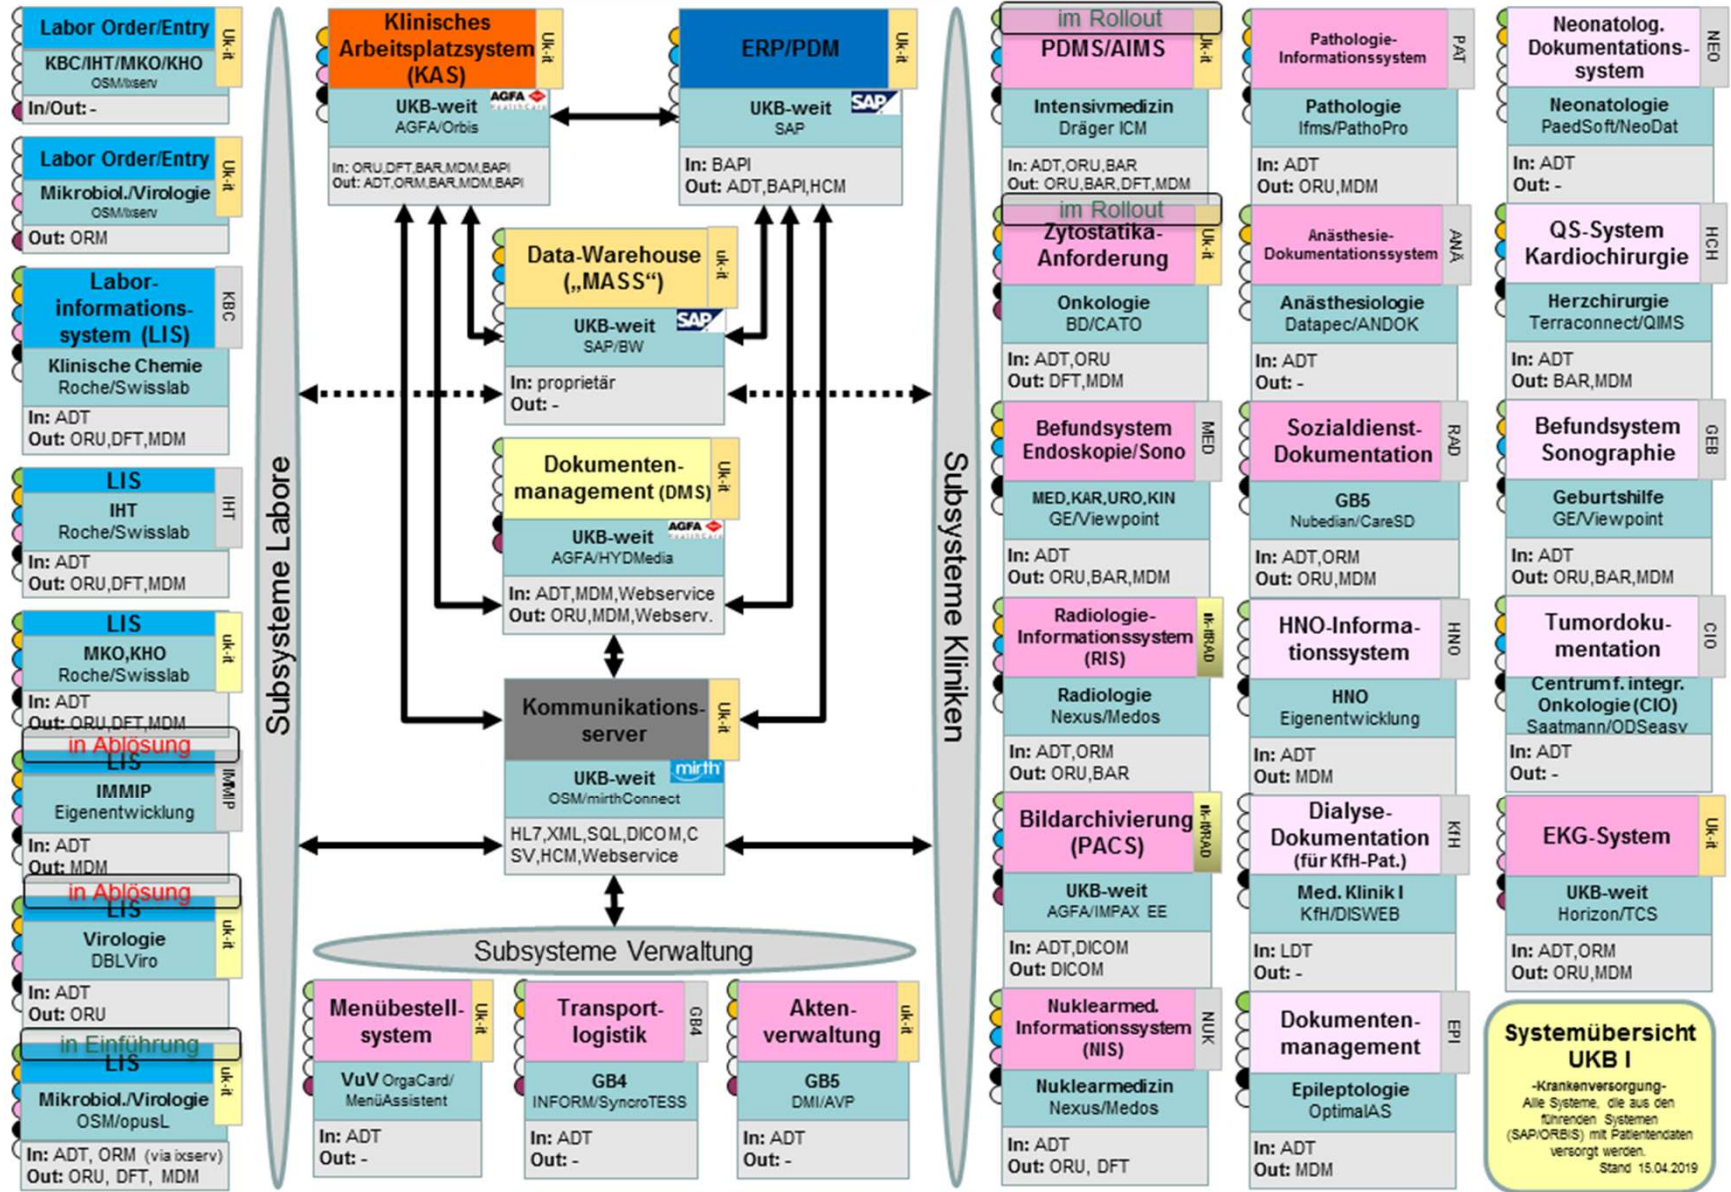 Labor Order/Entry
Uk-it
KBC/IHT/MKO/KHO
OSM/ixserv
In/Out: -
Labor Order/Entry
Uk-it
Mikrobiol./Virologie
OSM/ixserv
Out: ORM
Labor-
informations-
system (LIS)
KBC
Klinische Chemie
Roche/Swisslab
In: ADT
Out: ORU,DFT,MDM
LIS
IHT
IHT
Roche/Swisslab
In: ADT
Out: ORU,DFT,MDM
LIS
uk-it
MKO,KHO
Roche/Swisslab
In: ADT
Out: ORU,DFT,MDM
in Ablösung
LIS
IMMIP
IMMIP
Eigenentwicklung
In: ADT
Out: MDM
in Ablösung
LIS
uk-it
Virologie
DBLViro
In: ADT
Out: ORU
in Einführung
LIS
uk-it
Mikrobiol./Virologie
OSM/opusL
In: ADT, ORM (via ixserv)
Out: ORU, DFT, MDM
Subsysteme Labore
Klinisches
Arbeitsplatzsystem
(KAS)
Uk-it
UKB-weit
AGFA
HealthCare
AGFA/Orbis
In: ORU,DFT,BAR,MDM,BAPI
Out: ADT,ORM,BAR,MDM,BAPI
ERP/PDM
Uk-it
UKB-weit
SAP
SAP
In: BAPI
Out: ADT,BAPI,HCM
Data-Warehouse
(„MASS“)
uk-it
UKB-weit
SAP
SAP/BW
In: proprietär
Out: -
Dokumenten-
management (DMS)
Uk-it
UKB-weit
AGFA
HealthCare
AGFA/HYDMedia
In: ADT,MDM,Webservice
Out: ORU,MDM,Webserv.
Kommunikations-
server
Uk-it
UKB-weit
mirth
OSM/mirthConnect
HL7,XML,SQL,DICOM,C
SV,HCM,Webservice
Subsysteme Verwaltung
Menübestell-
system
Uk-it
VuV OrgaCard/
MenüAssistent
In: ADT
Out: -
Transport-
logistik
GB4
GB4
INFORM/SyncroTESS
In: ADT
Out: -
Akten-
verwaltung
uk-it
GB5
DMI/AVP
In: ADT
Out: -
Subsysteme Kliniken
im Rollout
PDMS/AIMS
Uk-it
Intensivmedizin
Dräger ICM
In: ADT,ORU,BAR
Out: ORU,BAR,DFT,MDM
im Rollout
Zytostatika-
Anforderung
Uk-it
Onkologie
BD/CATO
In: ADT,ORU
Out: DFT,MDM
Befundsystem
Endoskopie/Sono
MED
MED,KAR,URO,KIN
GE/Viewpoint
In: ADT
Out: ORU,BAR,MDM
Radiologie-
Informationssystem
(RIS)
uk-it/RAD
Radiologie
Nexus/Medos
In: ADT,ORM
Out: ORU,BAR
Bildarchivierung
(PACS)
uk-it/RAD
UKB-weit
AGFA/IMPAX EE
In: ADT,DICOM
Out: DICOM
Nuklearmed.
Informationssystem
(NIS)
NUK
Nuklearmedizin
Nexus/Medos
In: ADT
Out: ORU, DFT
Pathologie-
Informationssystem
PAT
Pathologie
Ifms/PathoPro
In: ADT
Out: ORU,MDM
Anästhesie-
Dokumentationssystem
ANÄ
Anästhesiologie
Datapec/ANDOK
In: ADT
Out: -
Sozialdienst-
Dokumentation
RAD
GB5
Nubedian/CareSD
In: ADT,ORM
Out: ORU,MDM
HNO-Informa-
tionssystem
HNO
HNO
Eigenentwicklung
In: ADT
Out: MDM
Dialyse-
Dokumentation
(für KfH-Pat.)
KfH
Med. Klinik I
KfH/DISWEB
In: LDT
Out: -
Dokumenten-
management
EPI
Epileptologie
OptimalAS
In: ADT
Out: MDM
Neonatolog.
Dokumentations-
system
NEO
Neonatologie
PaedSoft/NeoDat
In: ADT
Out: -
QS-System
Kardiochirurgie
HCH
Herzchirurgie
Terraconnect/QIMS
In: ADT
Out: BAR,MDM
Befundsystem
Sonographie
GEB
Geburtshilfe
GE/Viewpoint
In: ADT
Out: ORU,BAR,MDM
Tumordoku-
mentation
CIO
Centrum f. integr.
Onkologie (CIO)
Saatmann/ODSeasy
In: ADT
Out: -
EKG-System
Uk-it
UKB-weit
Horizon/TCS
In: ADT,ORM
Out: ORU,MDM
Systemübersicht
UKB I
-Krankenversorgung-
Alle Systeme, die aus den
führenden Systemen
(SAP/ORBIS) mit Patientendaten
versorgt werden.
Stand 15.04.2019